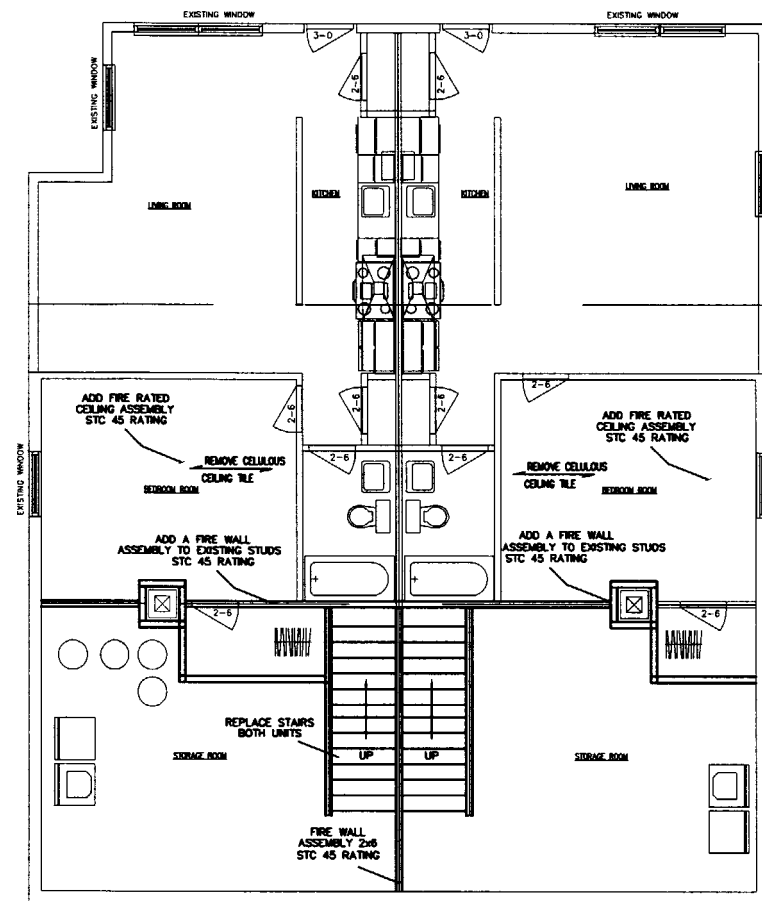 EXISTING WINDOW
EXISTING WINDOW
3-0
3-0
EXISTING WINDOW
2-6
2-6
LIVING ROOM
KITCHEN
KITCHEN
LIVING ROOM
ADD FIRE RATED
CEILING ASSEMBLY
STC 45 RATING
2-6
2-6
2-6
2-6
ADD FIRE RATED
CEILING ASSEMBLY
STC 45 RATING
EXISTING WINDOW
REMOVE CELULOUS
CEILING TILE
BEDROOM ROOM
2-6
2-6
REMOVE CELULOUS
CEILING TILE
BEDROOM ROOM
ADD A FIRE WALL
ASSEMBLY TO EXISTING STUDS
STC 45 RATING
ADD A FIRE WALL
ASSEMBLY TO EXISTING STUDS
STC 45 RATING
2-6
2-6
REPLACE STAIRS
BOTH UNITS
STORAGE ROOM
UP
UP
STORAGE ROOM
FIRE WALL
ASSEMBLY 2x6
STC 45 RATING